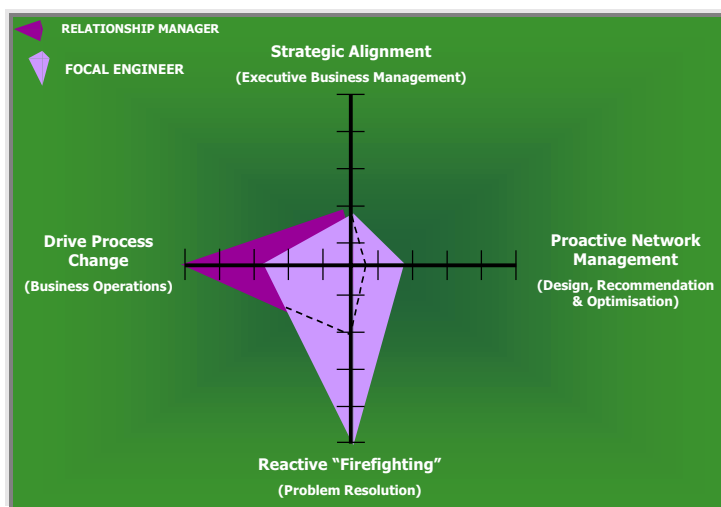 RELATIONSHIP MANAGER
FOCAL ENGINEER
Strategic Alignment
(Executive Business Management)
Drive Process
Change
(Business Operations)
Proactive Network
Management
(Design, Recommendation
& Optimisation)
Reactive “Firefighting”
(Problem Resolution)